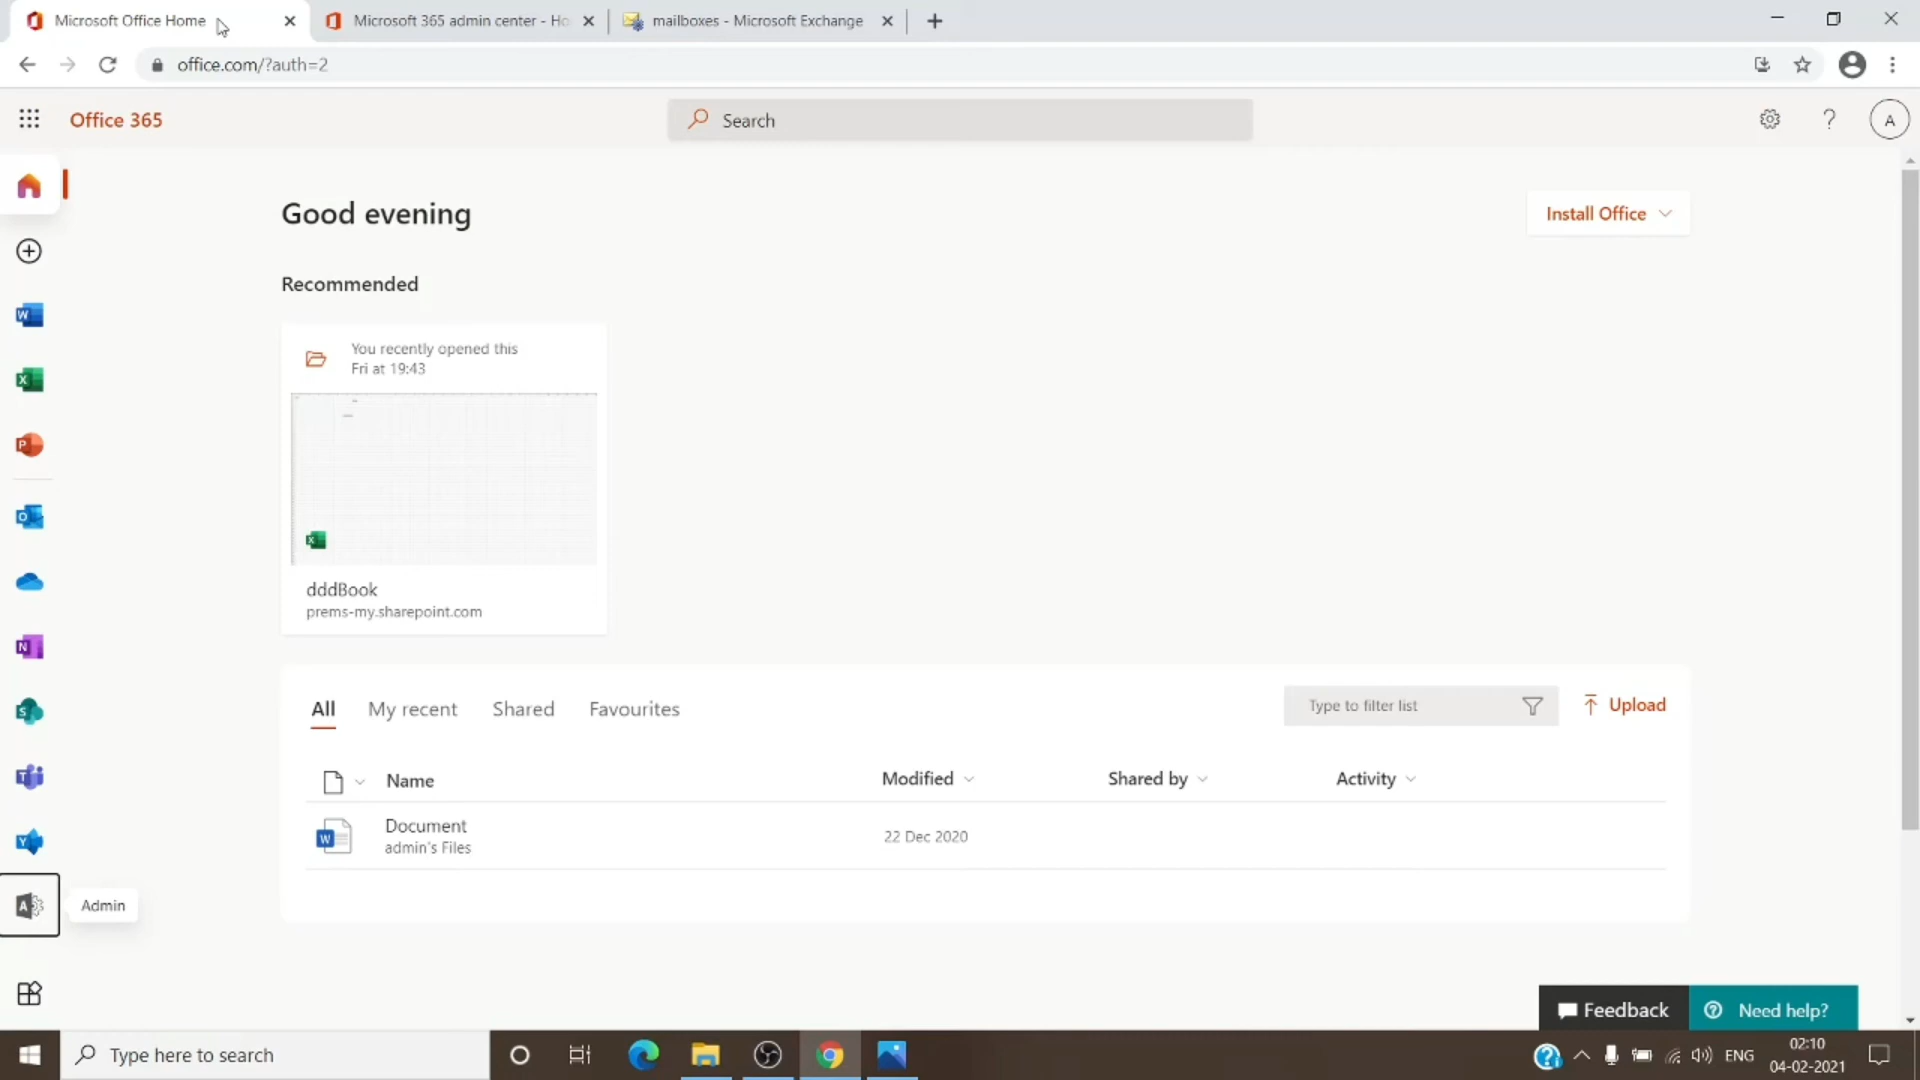 Microsoft Office Home
Microsoft 365 admin center - Ho
mailboxes - Microsoft Exchange
office.com/?auth=2
Office 365
Search
A
Good evening
Install Office
Recommended
You recently opened this
Fri at 19:43
dddBook
prems-my.sharepoint.com
All
My recent
Shared
Favourites
Type to filter list
Upload
Name
Modified
Shared by
Activity
Document
admin's Files
22 Dec 2020
Admin
Feedback
Need help?
Type here to search
ENG
02:10
04-02-2021